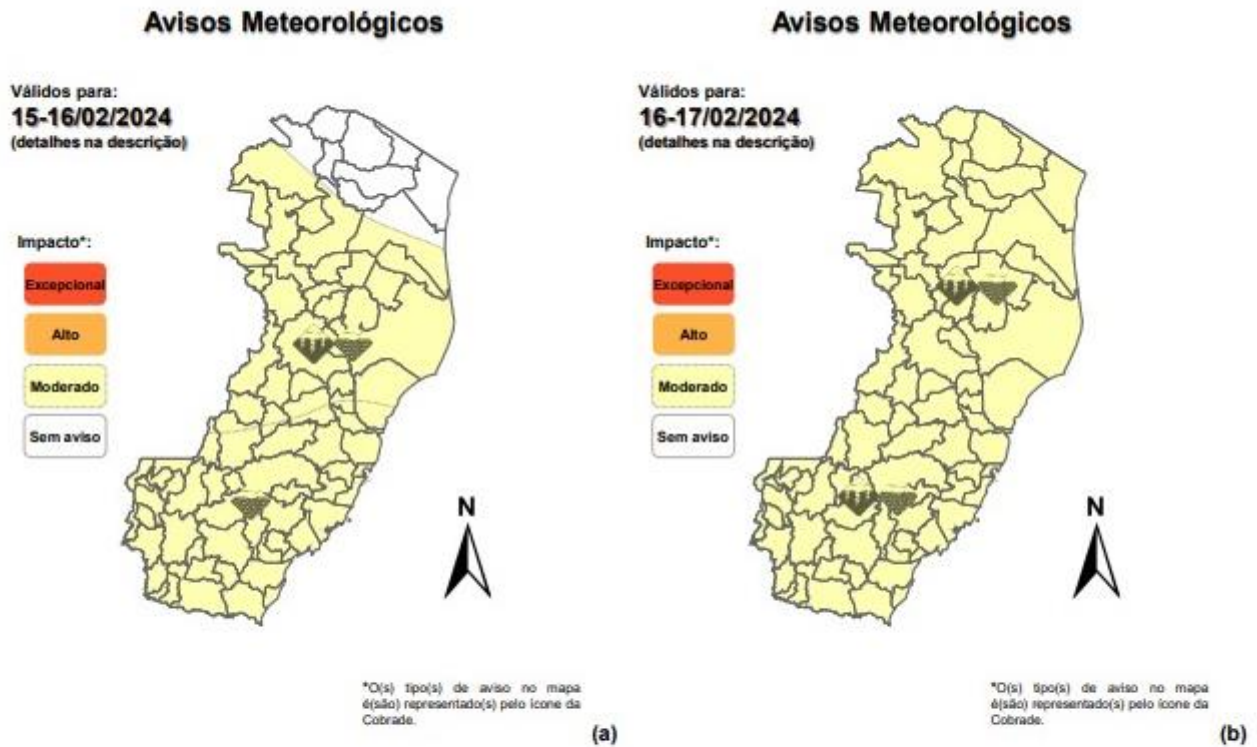 Avisos Meteorológicos
Válidos para:
15-16/02/2024
(detalhes na descrição)
Impacto*:
Excepcional
Alto
Moderado
Sem aviso
N
*O(s) tipo(s) de aviso no mapa
é(são) representado(s) pelo ícone da
Cobrade.
(a)
Avisos Meteorológicos
Válidos para:
16-17/02/2024
(detalhes na descrição)
Impacto*:
Excepcional
Alto
Moderado
Sem aviso
N
*O(s) tipo(s) de aviso no mapa
é(são) representado(s) pelo ícone da
Cobrade.
(b)